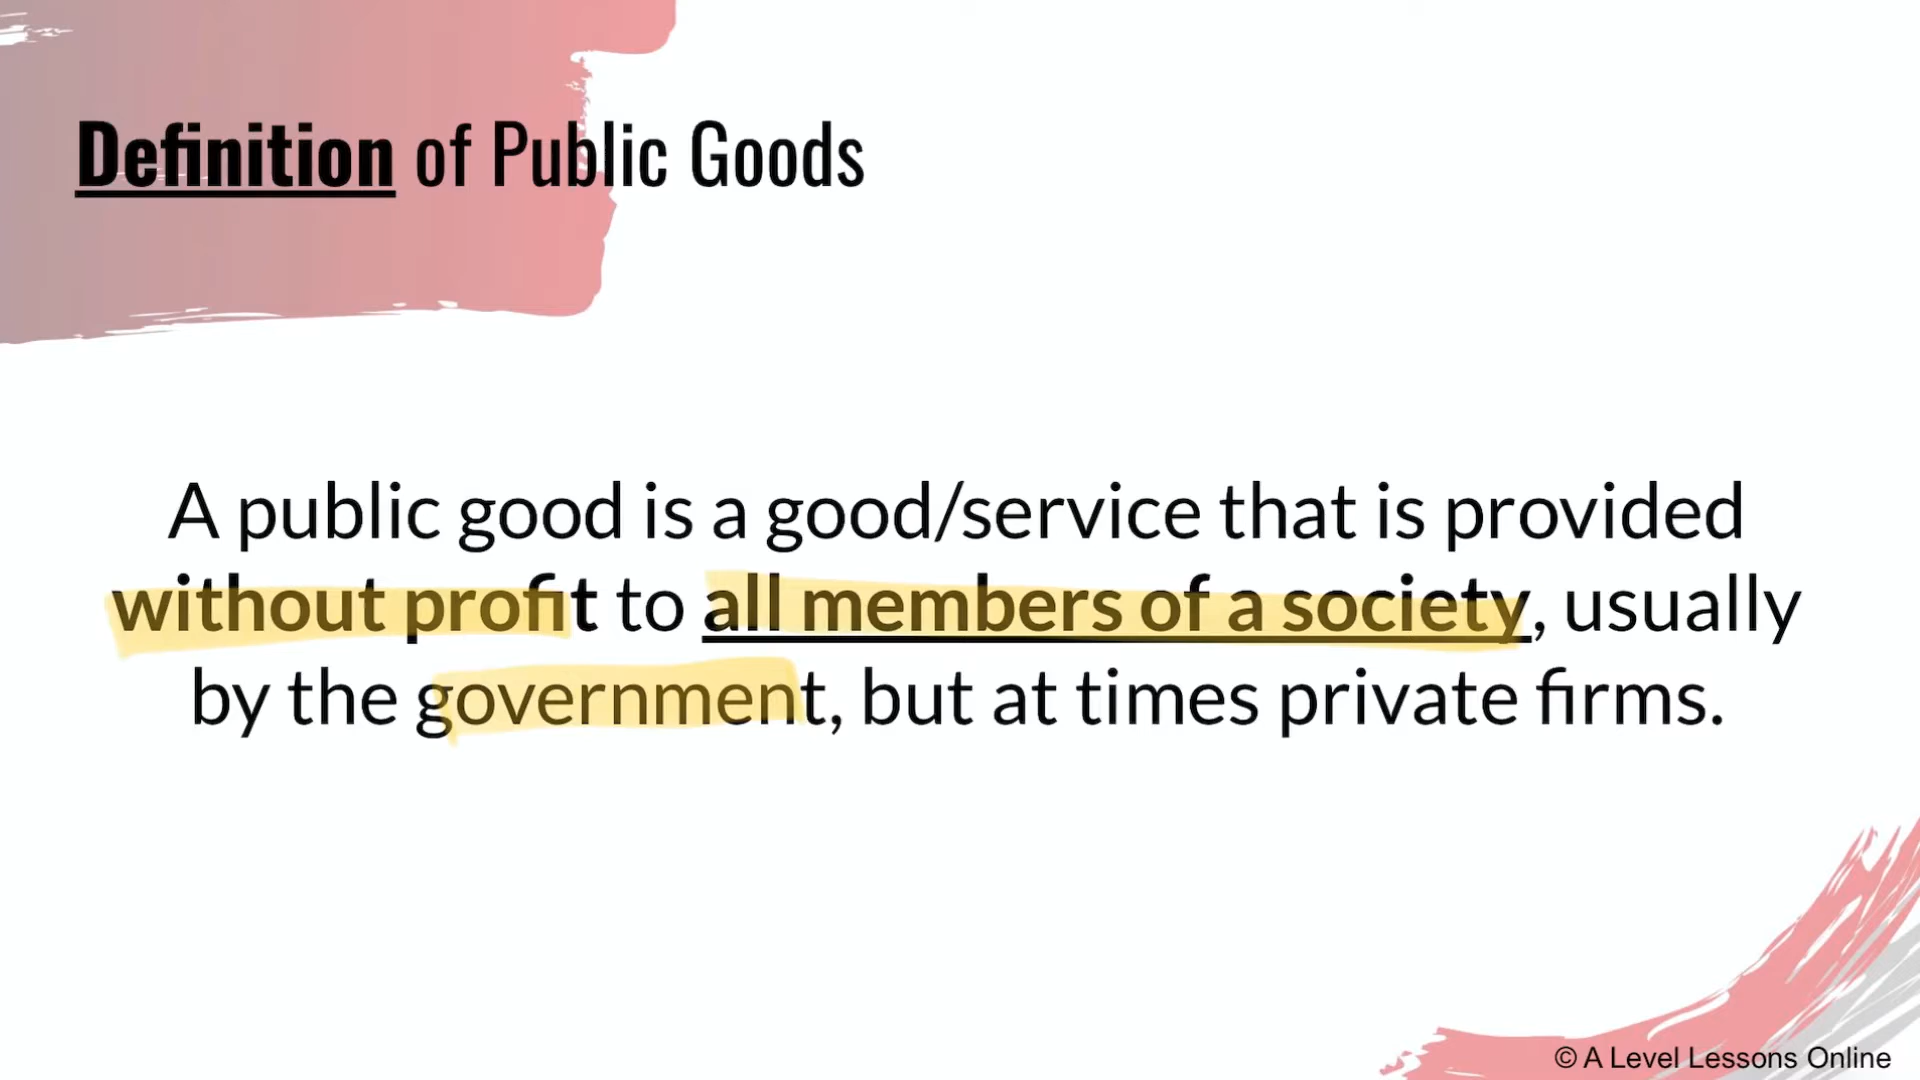 Definition of Public Goods
A public good is a good/service that is provided
without profit to all members of a society, usually
by the government, but at times private firms.
© A Level Lessons Online